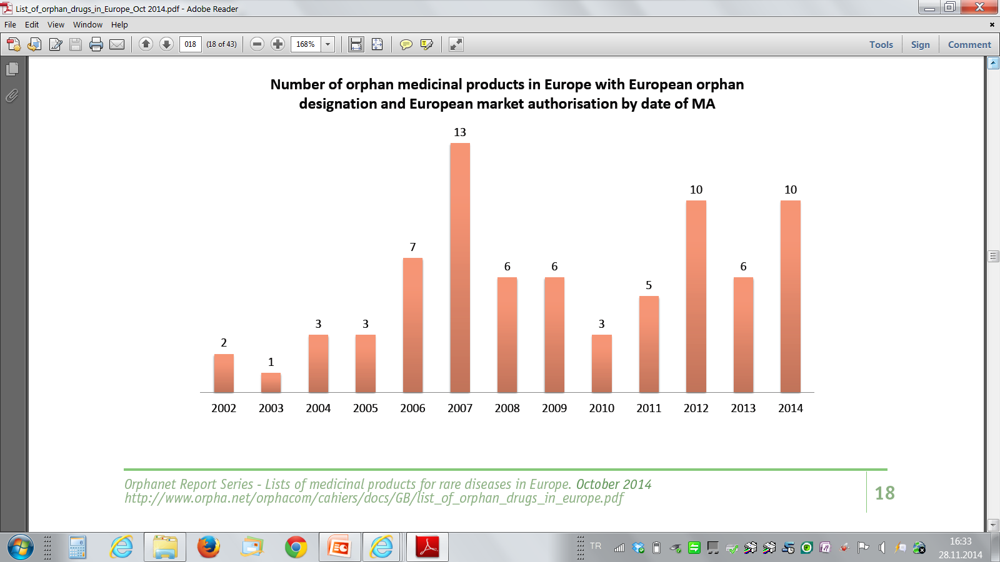 List_of_orphan_drugs_in_Europe_Oct 2014.pdf - Adobe Reader
File Edit View Window Help
018 (18 of 43) 168% Tools Sign Comment
Number of orphan medicinal products in Europe with European orphan
designation and European market authorisation by date of MA
13
10 10
7
6 6 6
5
3 3 3
2
1
2002 2003 2004 2005 2006 2007 2008 2009 2010 2011 2012 2013 2014
Orphanet Report Series - Lists of medicinal products for rare diseases in Europe. October 2014
http://www.orpha.net/orphacom/cahiers/docs/GB/list_of_orphan_drugs_in_europe.pdf
18
TR
16:33
28.11.2014